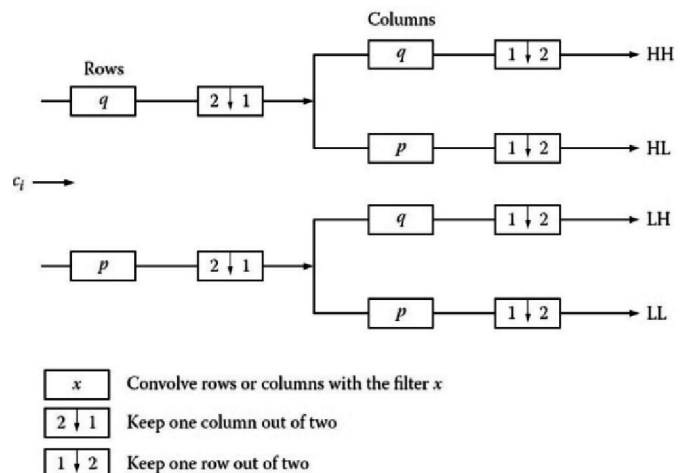 Columns
q 1 ↓ 2 HH
Rows
q 2 ↓ 1
p 1 ↓ 2 HL
c_i
q 1 ↓ 2 LH
p 2 ↓ 1
p 1 ↓ 2 LL
x Convolve rows or columns with the filter x
2 ↓ 1 Keep one column out of two
1 ↓ 2 Keep one row out of two